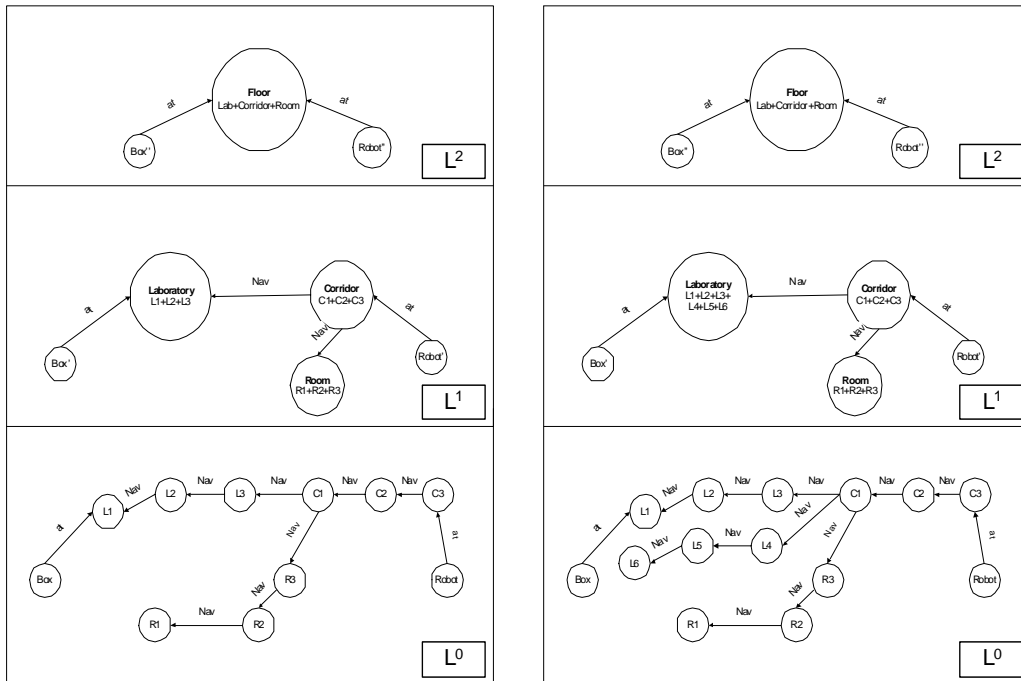 Floor
Lab+Corridor+Room
at
at
Box''
Robot''
L²
Laboratory
L1+L2+L3
Nav
Corridor
C1+C2+C3
at
at
Nav
Box'
Robot'
Room
R1+R2+R3
L¹
L1
Nav
L2
Nav
L3
Nav
C1
Nav
C2
Nav
C3
at
Nav
at
Box
R3
Robot
Nav
R1
Nav
R2
L⁰
Floor
Lab+Corridor+Room
at
at
Box''
Robot''
L²
Laboratory
L1+L2+L3+
L4+L5+L6
Nav
Corridor
C1+C2+C3
at
at
Nav
Box'
Robot'
Room
R1+R2+R3
L¹
L1
Nav
L2
Nav
L3
Nav
C1
Nav
C2
Nav
C3
at
Nav
Nav
at
L6
Nav
L5
Nav
L4
Box
R3
Robot
Nav
R1
Nav
R2
L⁰